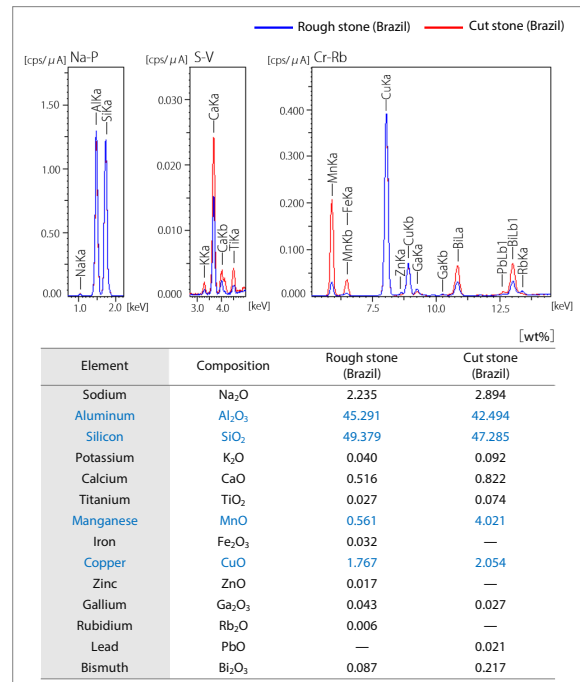 Rough stone (Brazil) Cut stone (Brazil)
[cps/μA] Na-P [cps/μA] S-V [cps/μA] Cr-Rb
1.50
1.00
0.50
0.00
NaKa
AlKa
SiKa
1.0 2.0
[keV]
0.030
0.020
0.010
0.000
KKa
CaKa
CaKb
TiKa
3.0 4.0
[keV]
0.400
0.300
0.200
0.100
0.000
MnKa
MnKb
FeKa
CuKa
ZnKa
CuKb
GaKa
GaKb
BiLa
PbLb1
BiLb1
RbKa
7.5 10.0 12.5 [keV]
[wt%]
Element Composition Rough stone (Brazil) Cut stone (Brazil)
Sodium Na₂O 2.235 2.894
Aluminum Al₂O₃ 45.291 42.494
Silicon SiO₂ 49.379 47.285
Potassium K₂O 0.040 0.092
Calcium CaO 0.516 0.822
Titanium TiO₂ 0.027 0.074
Manganese MnO 0.561 4.021
Iron Fe₂O₃ 0.032 —
Copper CuO 1.767 2.054
Zinc ZnO 0.017 —
Gallium Ga₂O₃ 0.043 0.027
Rubidium Rb₂O 0.006 —
Lead PbO — 0.021
Bismuth Bi₂O₃ 0.087 0.217